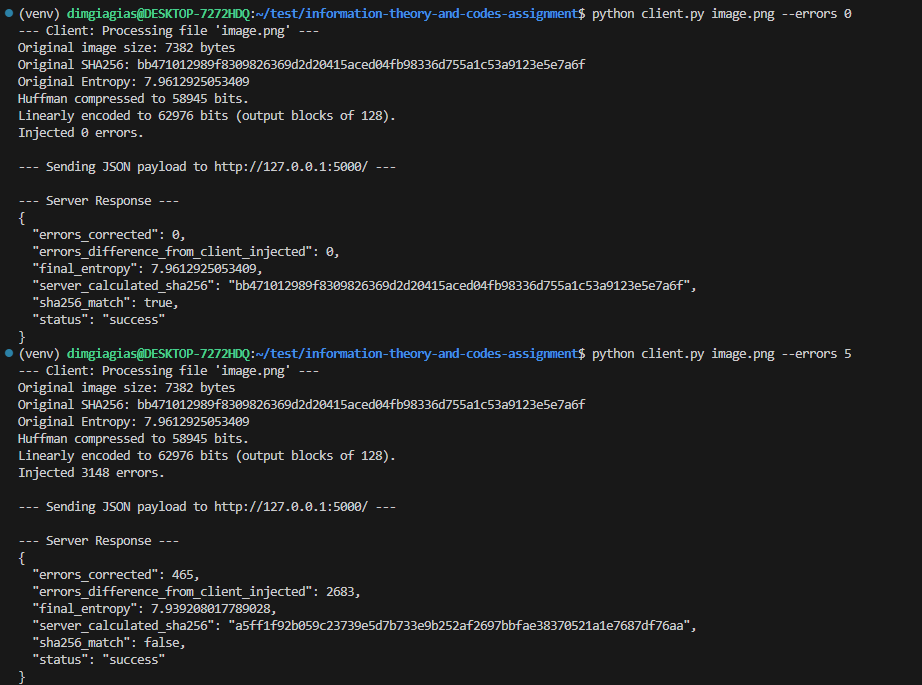 (venv) dimgiagias@DESKTOP-7272HDQ:~/test/information-theory-and-codes-assignment$ python client.py image.png --errors 0
--- Client: Processing file 'image.png' ---
Original image size: 7382 bytes
Original SHA256: bb471012989f8309826369d2d20415aced04fb98336d755a1c53a9123e5e7a6f
Original Entropy: 7.9612925053409
Huffman compressed to 58945 bits.
Linearly encoded to 62976 bits (output blocks of 128).
Injected 0 errors.

--- Sending JSON payload to http://127.0.0.1:5000/ ---

--- Server Response ---
{
  "errors_corrected": 0,
  "errors_difference_from_client_injected": 0,
  "final_entropy": 7.9612925053409,
  "server_calculated_sha256": "bb471012989f8309826369d2d20415aced04fb98336d755a1c53a9123e5e7a6f",
  "sha256_match": true,
  "status": "success"
}
(venv) dimgiagias@DESKTOP-7272HDQ:~/test/information-theory-and-codes-assignment$ python client.py image.png --errors 5
--- Client: Processing file 'image.png' ---
Original image size: 7382 bytes
Original SHA256: bb471012989f8309826369d2d20415aced04fb98336d755a1c53a9123e5e7a6f
Original Entropy: 7.9612925053409
Huffman compressed to 58945 bits.
Linearly encoded to 62976 bits (output blocks of 128).
Injected 3148 errors.

--- Sending JSON payload to http://127.0.0.1:5000/ ---

--- Server Response ---
{
  "errors_corrected": 465,
  "errors_difference_from_client_injected": 2683,
  "final_entropy": 7.939208017789028,
  "server_calculated_sha256": "a5ff1f92b059c23739e5d7b733e9b252af2697bbfae38370521a1e7687df76aa",
  "sha256_match": false,
  "status": "success"
}